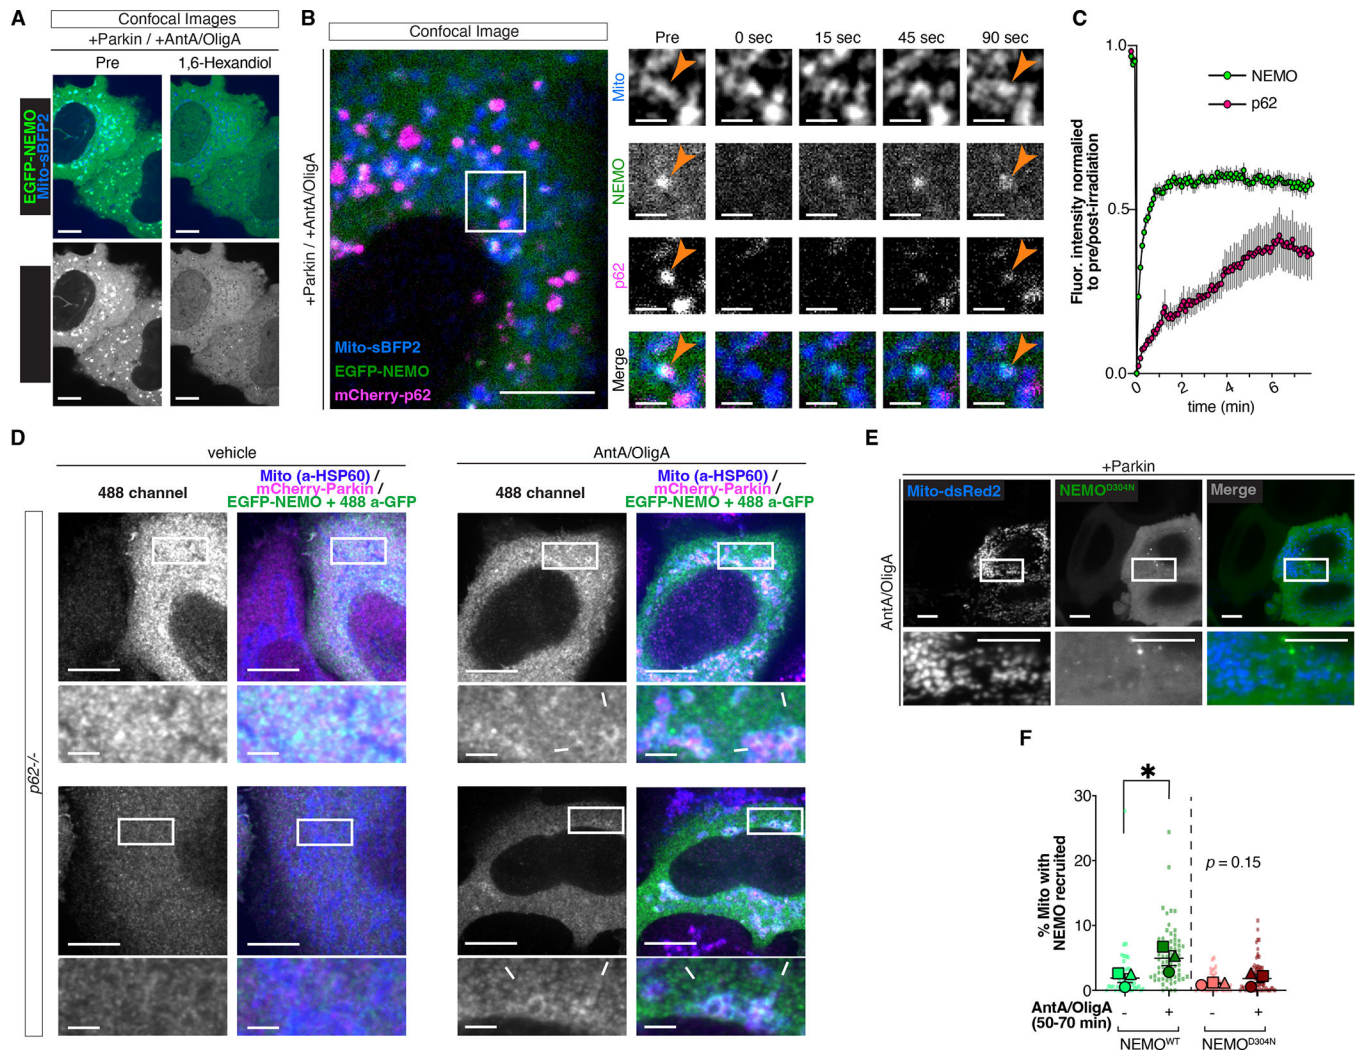 A
Confocal Images
+Parkin / +AntA/OligA
Pre
1,6-Hexandiol
EGFP-NEMO
Mito-sBFP2
B
Confocal Image
+Parkin / +AntA/OligA
Mito-sBFP2
EGFP-NEMO
mCherry-p62
Pre
0 sec
15 sec
45 sec
90 sec
Mito
NEMO
p62
Merge
C
Fluor. intensity normalied
to pre/post-irradiation
1.0
0.5
0.0
NEMO
p62
0
2
4
6
time (min)
D
vehicle
AntA/OligA
488 channel
Mito (a-HSP60) /
mCherry-Parkin /
EGFP-NEMO + 488 a-GFP
488 channel
Mito (a-HSP60) /
mCherry-Parkin /
EGFP-NEMO + 488 a-GFP
p62-/-
E
+Parkin
Mito-dsRed2
NEMO^D304N
Merge
AntA/OligA
F
% Mito with
NEMO recruited
30
20
10
0
*
p = 0.15
AntA/OligA
(50-70 min)
- + - +
NEMO^WT
NEMO^D304N